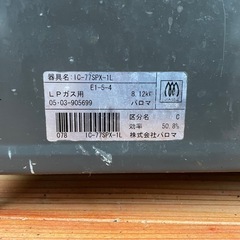 器具名:IC-77SPX-1L
E1-5-4
LPガス用 8.12kW
05-03-905699 パロマ
区分名 C
効率 50.8%
078 IC-77SPX-1L 株式会社パロマ